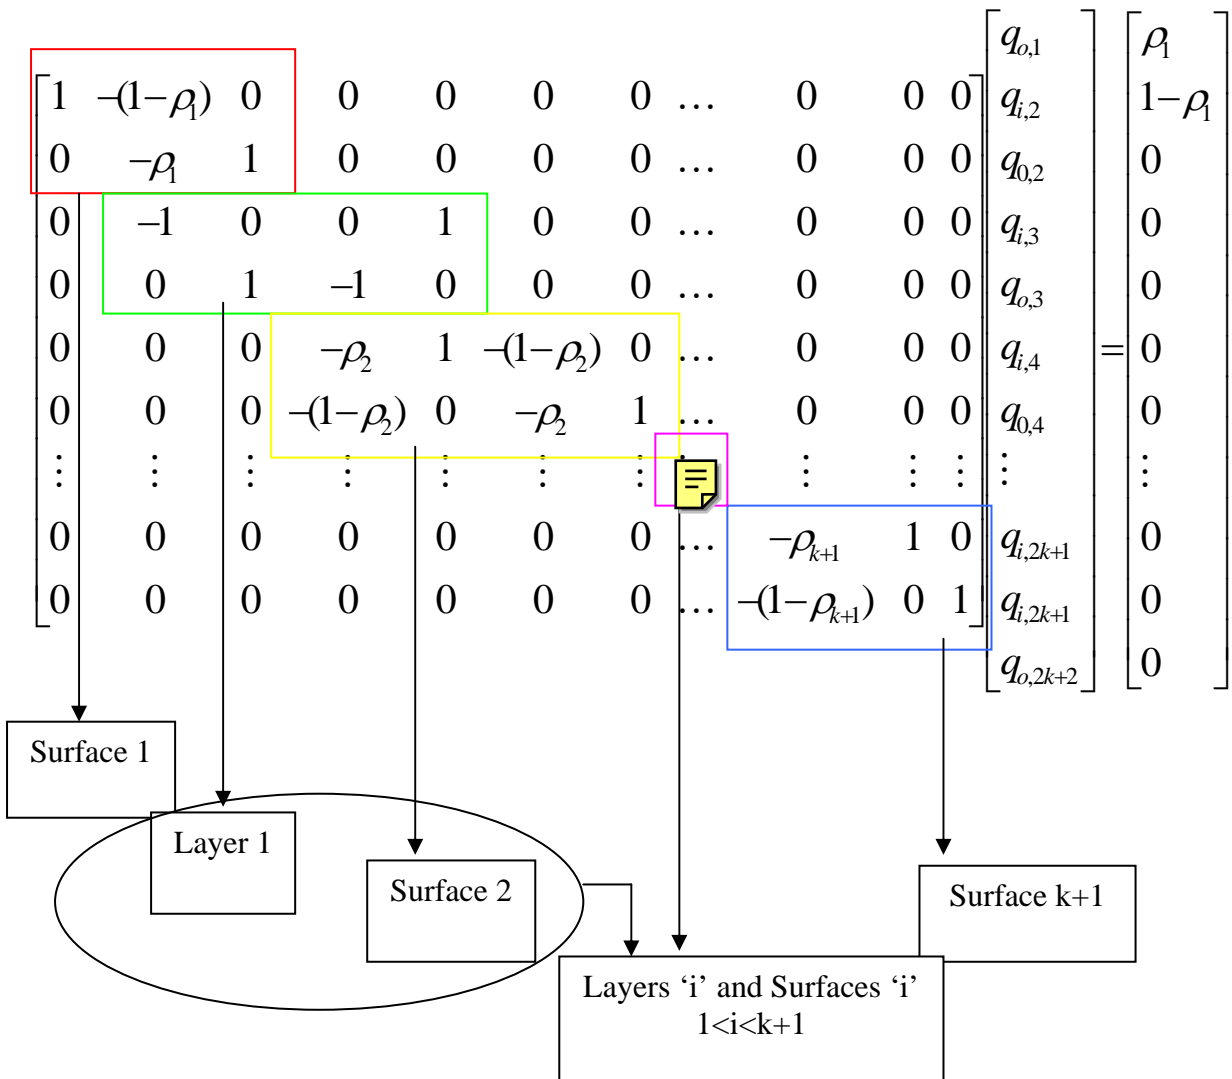 q_{o,1} ρ_1
1 −(1−ρ_1) 0 0 0 0 0 … 0 0 0 q_{i,2} 1−ρ_1
0 −ρ_1 1 0 0 0 0 … 0 0 0 q_{0,2} 0
0 −1 0 0 1 0 0 … 0 0 0 q_{i,3} 0
0 0 1 −1 0 0 0 … 0 0 0 q_{o,3} 0
0 0 0 −ρ_2 1 −(1−ρ_2) 0 … 0 0 0 q_{i,4} = 0
0 0 0 −(1−ρ_2) 0 −ρ_2 1 … 0 0 0 q_{0,4} 0
⋮ ⋮ ⋮ ⋮ ⋮ ⋮ ⋮ ⋮ ⋮ ⋮ ⋮ ⋮
0 0 0 0 0 0 0 … −ρ_{k+1} 1 0 q_{i,2k+1} 0
0 0 0 0 0 0 0 … −(1−ρ_{k+1}) 0 1 q_{i,2k+1} 0
q_{o,2k+2} 0
Surface 1
Layer 1
Surface 2
Surface k+1
Layers ‘i’ and Surfaces ‘i’
1<i<k+1